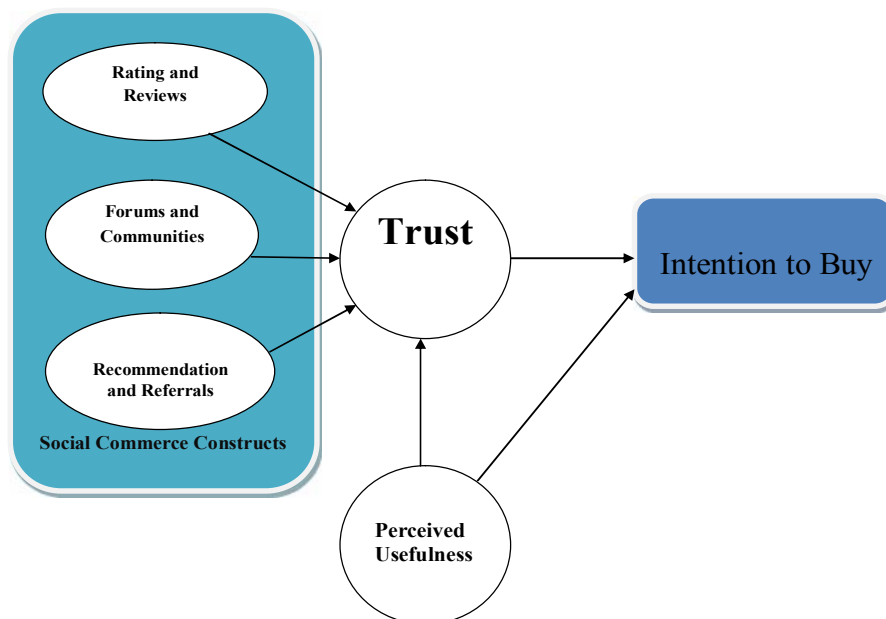 Rating and
Reviews
Forums and
Communities
Recommendation
and Referrals
Social Commerce Constructs
Trust
Intention to Buy
Perceived
Usefulness